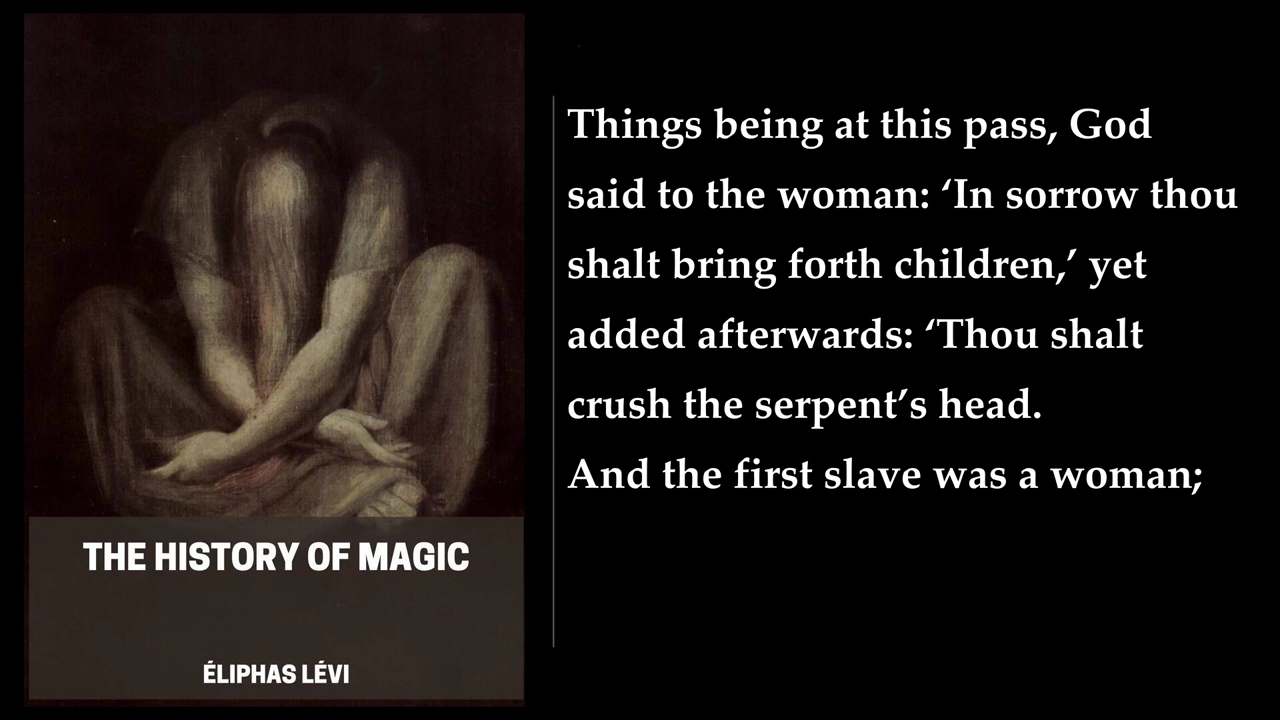 THE HISTORY OF MAGIC
ÉLIPHAS LÉVI
Things being at this pass, God
said to the woman: ‘In sorrow thou
shalt bring forth children,’ yet
added afterwards: ‘Thou shalt
crush the serpent’s head.
And the first slave was a woman;